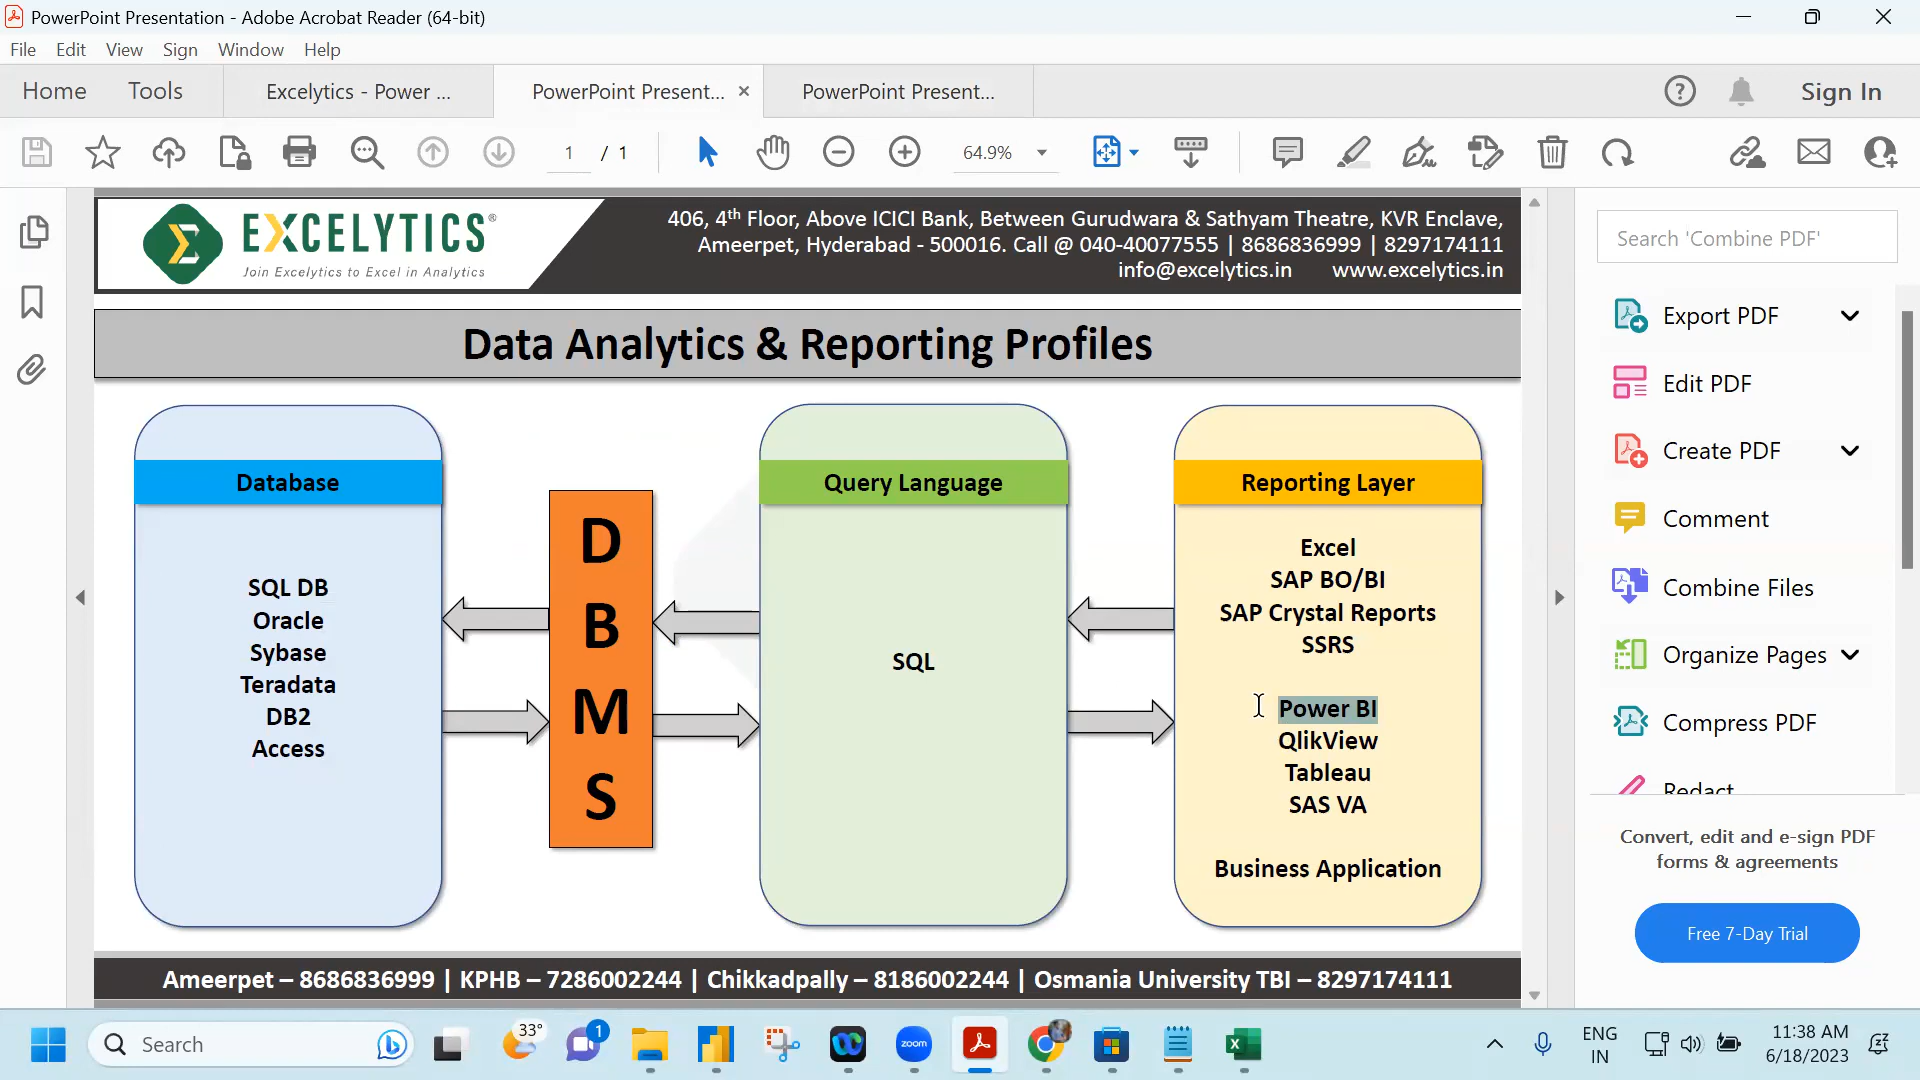 PowerPoint Presentation - Adobe Acrobat Reader (64-bit)
File Edit View Sign Window Help
Home Tools Excelytics - Power ... PowerPoint Present... × PowerPoint Present... Sign In
1 / 1 64.9%
EXCELYTICS®
Join Excelytics to Excel in Analytics
406, 4th Floor, Above ICICI Bank, Between Gurudwara & Sathyam Theatre, KVR Enclave,
Ameerpet, Hyderabad - 500016. Call @ 040-40077555 | 8686836999 | 8297174111
info@excelytics.in www.excelytics.in
Data Analytics & Reporting Profiles
Database
SQL DB
Oracle
Sybase
Teradata
DB2
Access
D
B
M
S
Query Language
SQL
Reporting Layer
Excel
SAP BO/BI
SAP Crystal Reports
SSRS
Power BI
QlikView
Tableau
SAS VA
Business Application
Ameerpet – 8686836999 | KPHB – 7286002244 | Chikkadpally – 8186002244 | Osmania University TBI – 8297174111
Search 'Combine PDF'
Export PDF
Edit PDF
Create PDF
Comment
Combine Files
Organize Pages
Compress PDF
Redact
Convert, edit and e-sign PDF
forms & agreements
Free 7-Day Trial
Search
33°
1
zoom
ENG
IN
11:38 AM
6/18/2023